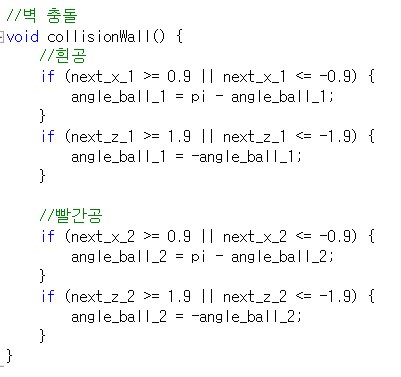 //벽 충돌
void collisionWall() {
//흰공
if (next_x_1 >= 0.9 || next_x_1 <= -0.9) {
angle_ball_1 = pi - angle_ball_1;
}
if (next_z_1 >= 1.9 || next_z_1 <= -1.9) {
angle_ball_1 = -angle_ball_1;
}
//빨간공
if (next_x_2 >= 0.9 || next_x_2 <= -0.9) {
angle_ball_2 = pi - angle_ball_2;
}
if (next_z_2 >= 1.9 || next_z_2 <= -1.9) {
angle_ball_2 = -angle_ball_2;
}
}